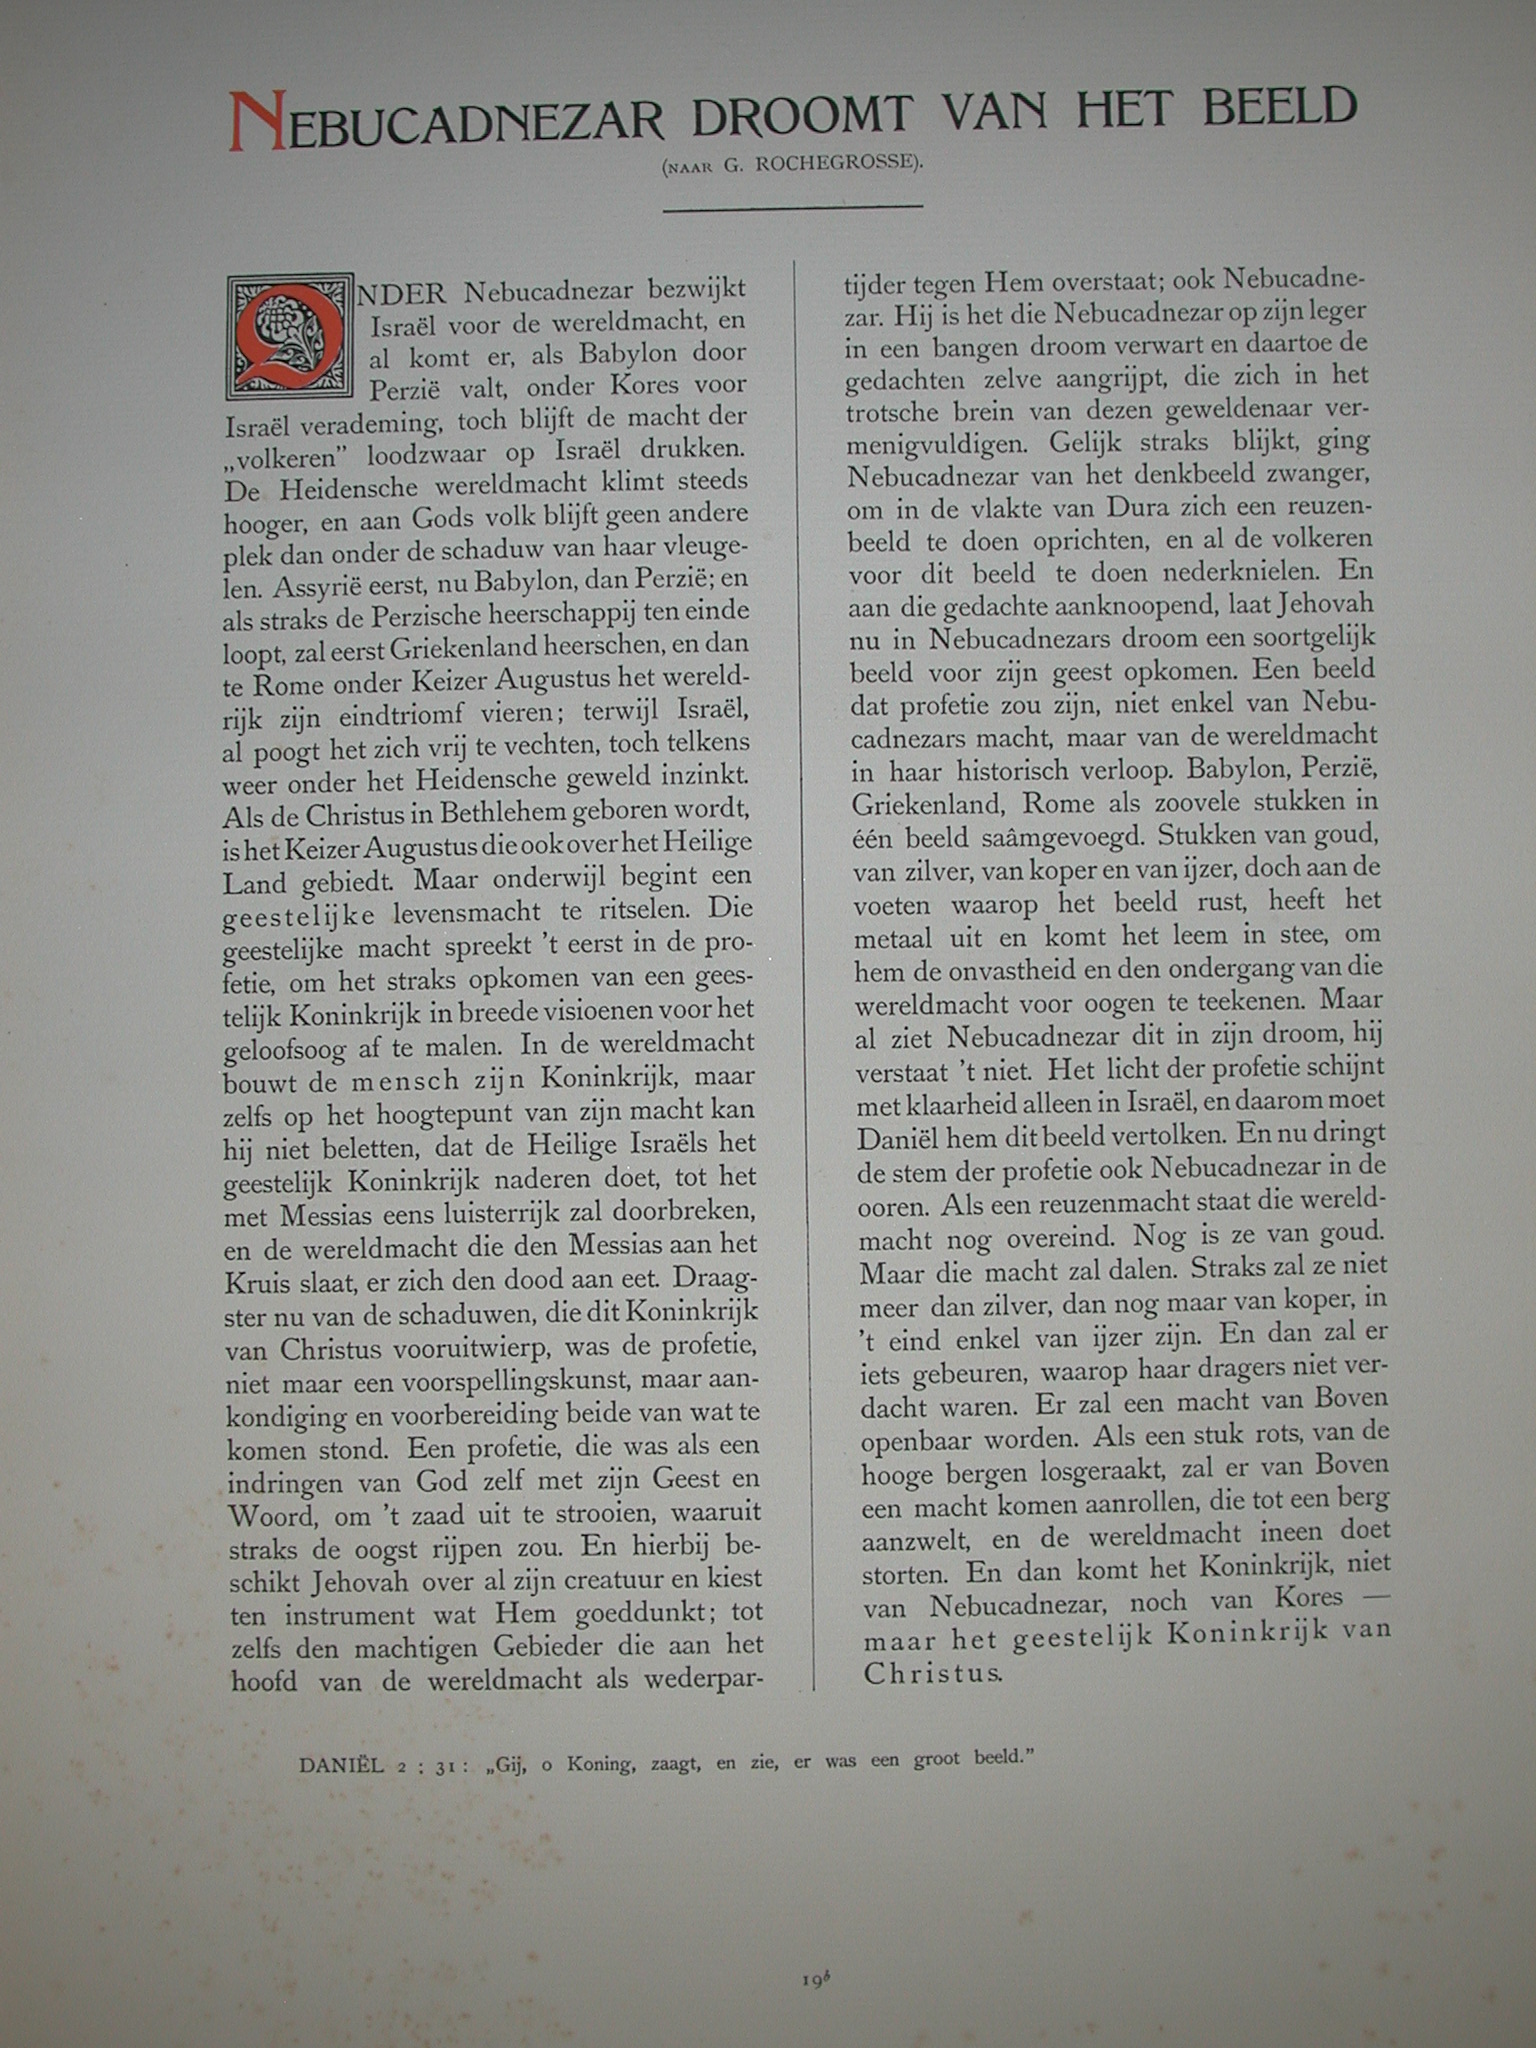 NEBUCADNEZAR DROOMT VAN HET BEELD
(NAAR G. ROCHEGROSSE).
ONDER Nebucadnezar bezwijkt
Israël voor de wereldmacht, en
al komt er, als Babylon door
Perzië valt, onder Kores voor
Israël verademing, toch blijft de macht der
„volkeren” loodzwaar op Israël drukken.
De Heidensche wereldmacht klimt steeds
hooger, en aan Gods volk blijft geen andere
plek dan onder de schaduw van haar vleuge-
len. Assyrië eerst, nu Babylon, dan Perzië; en
als straks de Perzische heerschappij ten einde
loopt, zal eerst Griekenland heerschen, en dan
te Rome onder Keizer Augustus het wereld-
rijk zijn eindtriomf vieren; terwijl Israël,
al poogt het zich vrij te vechten, toch telkens
weer onder het Heidensche geweld inzinkt.
Als de Christus in Bethlehem geboren wordt,
is het Keizer Augustus die ook over het Heilige
Land gebiedt. Maar onderwijl begint een
geestelijke levensmacht te ritselen. Die
geestelijke macht spreekt ’t eerst in de pro-
fetie, om het straks opkomen van een gees-
telijk Koninkrijk in breede visioenen voor het
geloofsoog af te malen. In de wereldmacht
bouwt de mensch zijn Koninkrijk, maar
zelfs op het hoogtepunt van zijn macht kan
hij niet beletten, dat de Heilige Israëls het
geestelijk Koninkrijk naderen doet, tot het
met Messias eens luisterrijk zal doorbreken,
en de wereldmacht die den Messias aan het
Kruis slaat, er zich den dood aan eet. Draag-
ster nu van de schaduwen, die dit Koninkrijk
van Christus vooruitwierp, was de profetie,
niet maar een voorspellingskunst, maar aan-
kondiging en voorbereiding beide van wat te
komen stond. Een profetie, die was als een
indringen van God zelf met zijn Geest en
Woord, om ’t zaad uit te strooien, waaruit
straks de oogst rijpen zou. En hierbij be-
schikt Jehovah over al zijn creatuur en kiest
ten instrument wat Hem goeddunkt; tot
zelfs den machtigen Gebieder die aan het
hoofd van de wereldmacht als wederpar-
tijder tegen Hem overstaat; ook Nebucadne-
zar. Hij is het die Nebucadnezar op zijn leger
in een bangen droom verwart en daartoe de
gedachten zelve aangrijpt, die zich in het
trotsche brein van dezen geweldenaar ver-
menigvuldigen. Gelijk straks blijkt, ging
Nebucadnezar van het denkbeeld zwanger,
om in de vlakte van Dura zich een reuzen-
beeld te doen oprichten, en al de volkeren
voor dit beeld te doen nederknielen. En
aan die gedachte aanknoopend, laat Jehovah
nu in Nebucadnezars droom een soortgelijk
beeld voor zijn geest opkomen. Een beeld
dat profetie zou zijn, niet enkel van Nebu-
cadnezars macht, maar van de wereldmacht
in haar historisch verloop. Babylon, Perzië,
Griekenland, Rome als zoovele stukken in
één beeld saâmgevoegd. Stukken van goud,
van zilver, van koper en van ijzer, doch aan de
voeten waarop het beeld rust, heeft het
metaal uit en komt het leem in stee, om
hem de onvastheid en den ondergang van die
wereldmacht voor oogen te teekenen. Maar
al ziet Nebucadnezar dit in zijn droom, hij
verstaat ’t niet. Het licht der profetie schijnt
met klaarheid alleen in Israël, en daarom moet
Daniël hem dit beeld vertolken. En nu dringt
de stem der profetie ook Nebucadnezar in de
ooren. Als een reuzenmacht staat die wereld-
macht nog overeind. Nog is ze van goud.
Maar die macht zal dalen. Straks zal ze niet
meer dan zilver, dan nog maar van koper, in
’t eind enkel van ijzer zijn. En dan zal er
iets gebeuren, waarop haar dragers niet ver-
dacht waren. Er zal een macht van Boven
openbaar worden. Als een stuk rots, van de
hooge bergen losgeraakt, zal er van Boven
een macht komen aanrollen, die tot een berg
aanzwelt, en de wereldmacht ineen doet
storten. En dan komt het Koninkrijk, niet
van Nebucadnezar, noch van Kores —
maar het geestelijk Koninkrijk van
Christus.
DANIËL 2 : 31 : „Gij, o Koning, zaagt, en zie, er was een groot beeld.”
19b